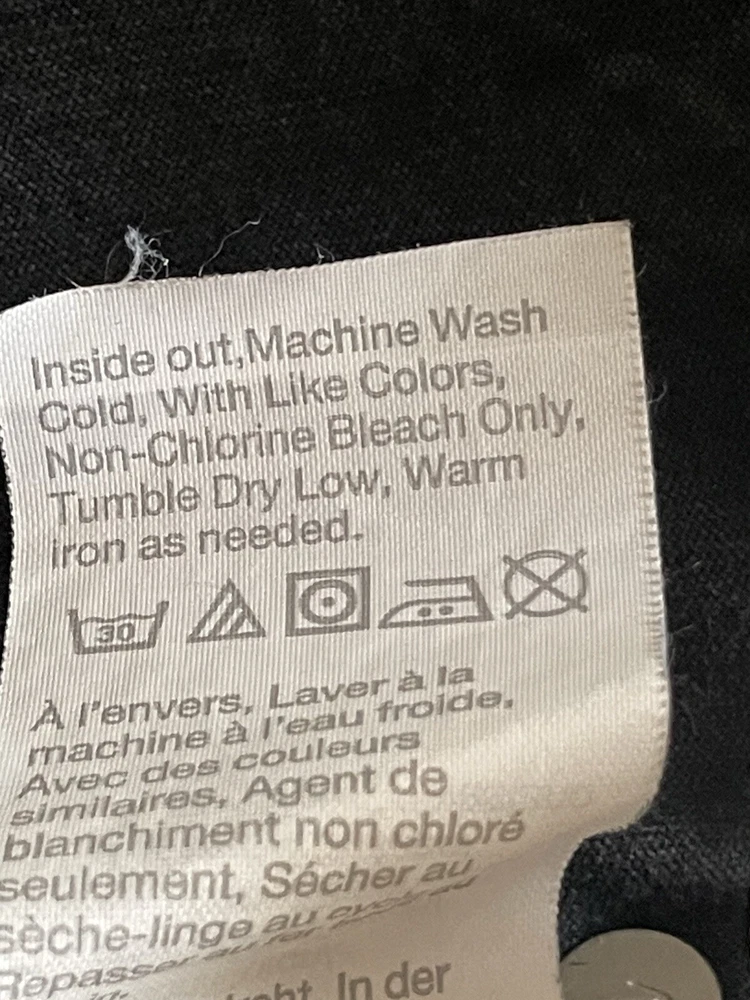 Inside out,Machine Wash
Cold, With Like Colors,
Non-Chlorine Bleach Only,
Tumble Dry Low, Warm
iron as needed.
30
À l'envers, Laver à la
machine à l'eau froide,
Avec des couleurs
similaires, Agent de
blanchiment non chloré
seulement, Sécher au
sèche-linge au
Repasser
In der